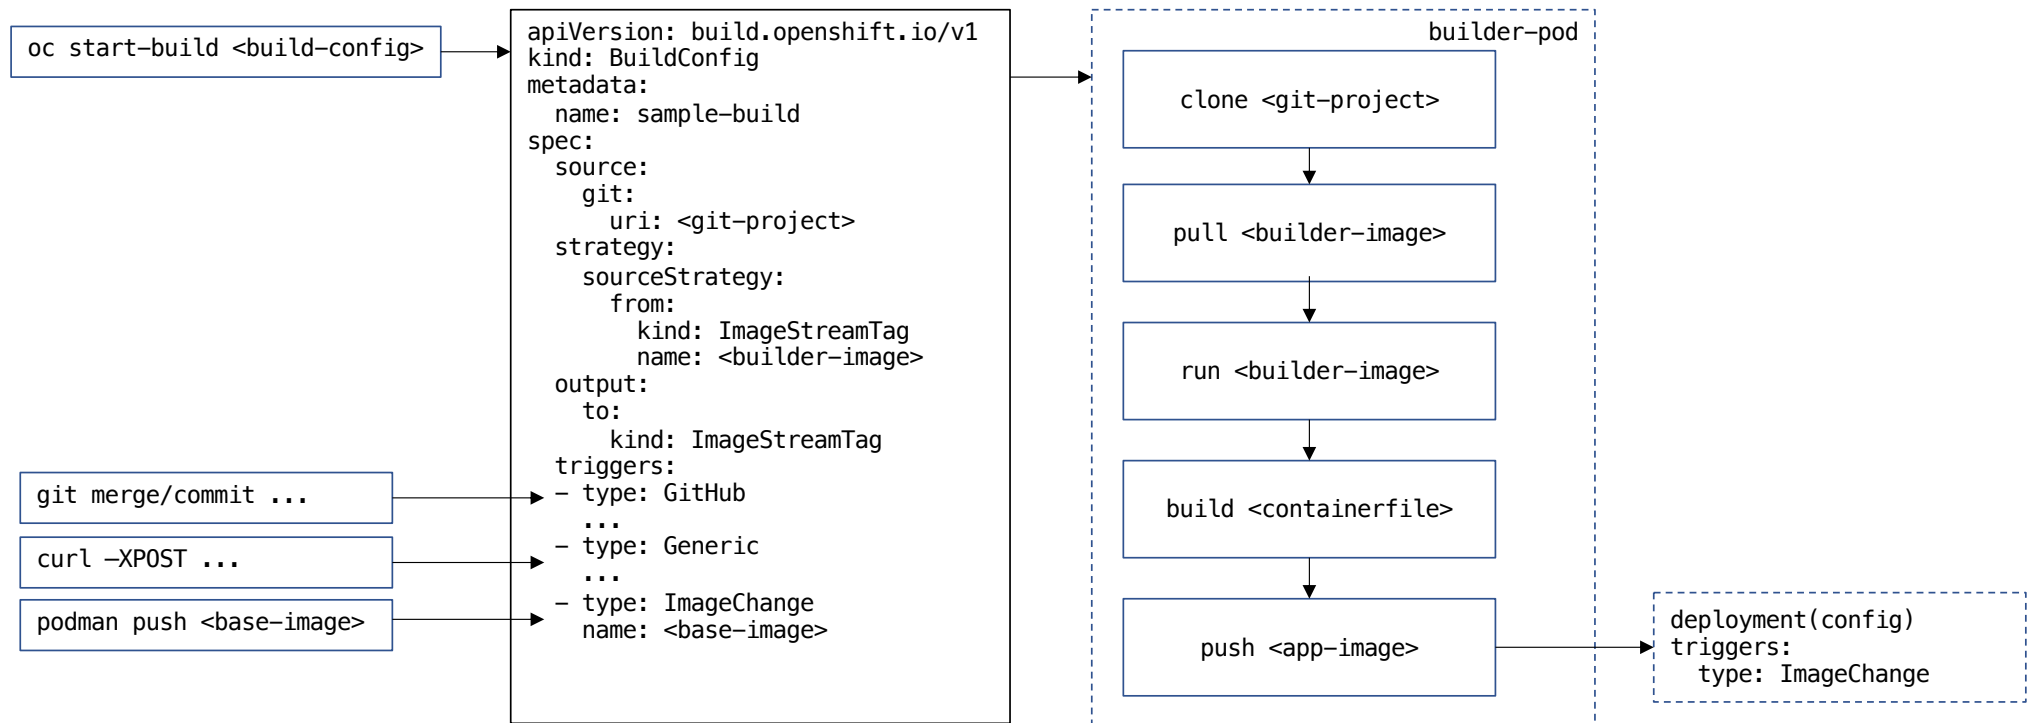 oc start-build <build-config>
git merge/commit ...
curl –XPOST ...
podman push <base-image>
apiVersion: build.openshift.io/v1
kind: BuildConfig
metadata:
  name: sample-build
spec:
  source:
    git:
      uri: <git-project>
  strategy:
    sourceStrategy:
      from:
        kind: ImageStreamTag
        name: <builder-image>
  output:
    to:
      kind: ImageStreamTag
  triggers:
  - type: GitHub
    ...
  - type: Generic
    ...
  - type: ImageChange
    name: <base-image>
builder-pod
clone <git-project>
pull <builder-image>
run <builder-image>
build <containerfile>
push <app-image>
deployment(config)
triggers:
  type: ImageChange